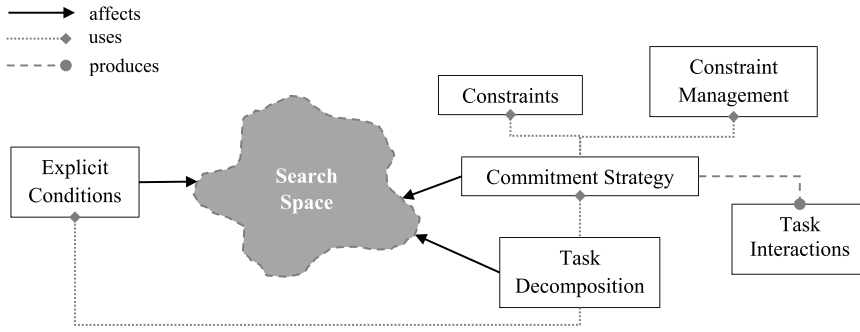 affects
uses
produces
Constraints
Constraint
Management
Explicit
Conditions
Search
Space
Commitment Strategy
Task
Interactions
Task
Decomposition